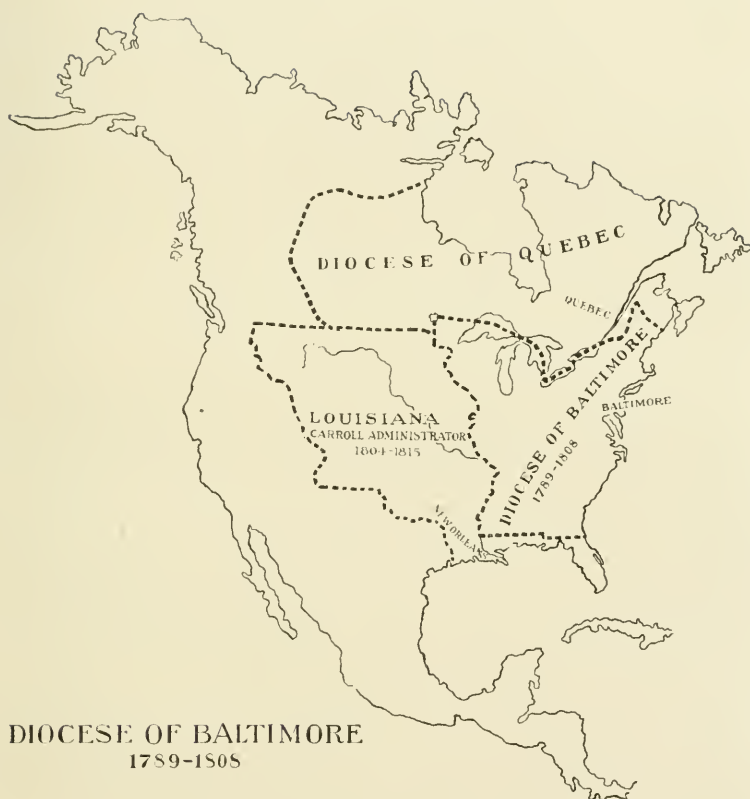 DIOCESE OF QUEBEC
QUEBEC
DIOCESE OF BALTIMORE
1789-1808
BALTIMORE
LOUISIANA
CARROLL ADMINISTRATOR
1804-1815
NEW ORLEANS
DIOCESE OF BALTIMORE
1789-1808